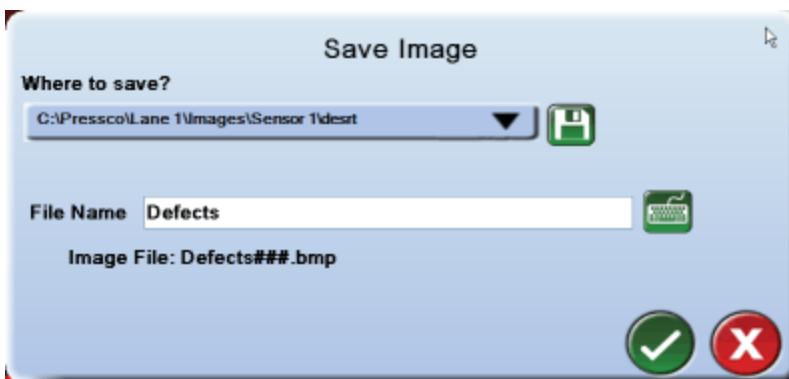 Save Image
Where to save?
C:\Pressco\Lane 1\Images\Sensor 1\desrt
File Name Defects
Image File: Defects###.bmp